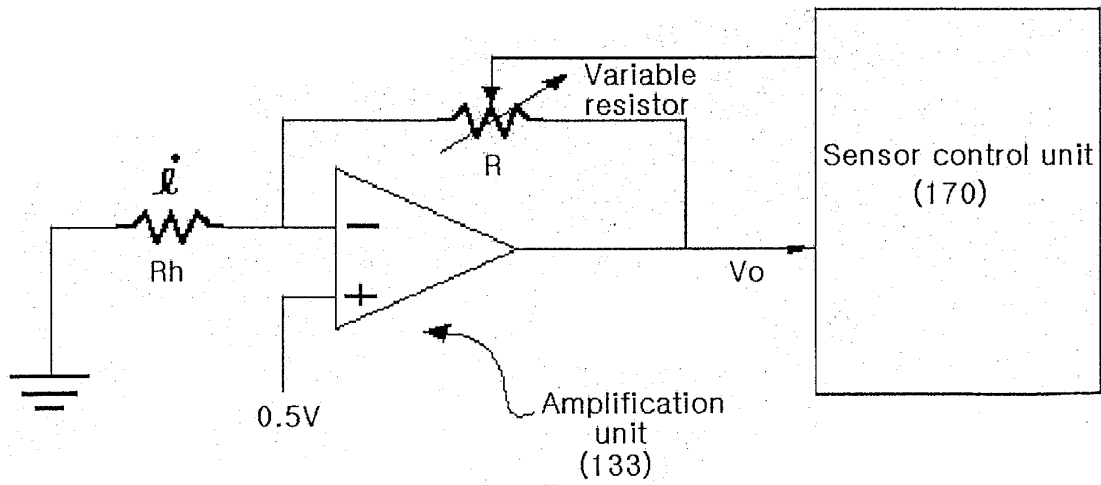 Variable
resistor
R
Sensor control unit
(170)
i
Rh
−
+
Vo
0.5V
Amplification
unit
(133)